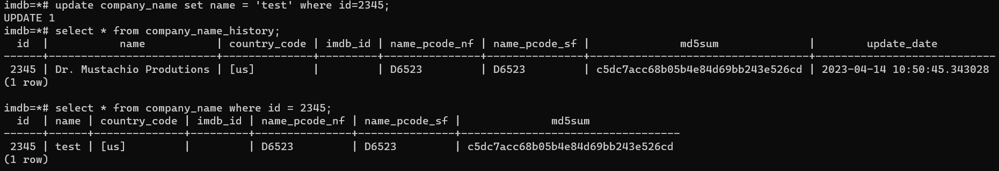 imdb=*# update company_name set name = 'test' where id=2345;
UPDATE 1
imdb=*# select * from company_name_history;
  id  |           name           | country_code | imdb_id | name_pcode_nf | name_pcode_sf |              md5sum              |        update_date
------+--------------------------+--------------+---------+---------------+---------------+----------------------------------+----------------------------
 2345 | Dr. Mustachio Produtions | [us]         |         | D6523         | D6523         | c5dc7acc68b05b4e84d69bb243e526cd | 2023-04-14 10:50:45.343028
(1 row)

imdb=*# select * from company_name where id = 2345;
  id  | name | country_code | imdb_id | name_pcode_nf | name_pcode_sf |              md5sum
------+------+--------------+---------+---------------+---------------+----------------------------------
 2345 | test | [us]         |         | D6523         | D6523         | c5dc7acc68b05b4e84d69bb243e526cd
(1 row)